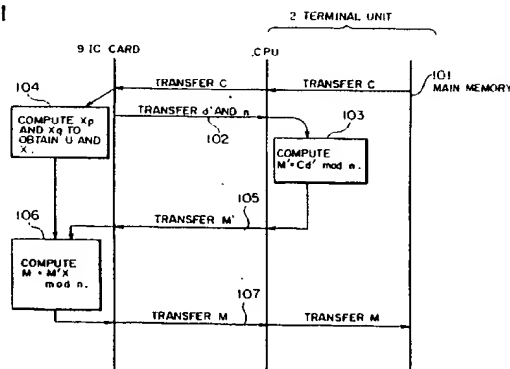 1
2 TERMINAL UNIT
9 IC CARD
CPU
104
TRANSFER C
TRANSFER C
101
MAIN MEMORY
COMPUTE Xp
AND Xq TO
OBTAIN U AND
X.
TRANSFER d' AND n
102
103
COMPUTE
M'=Cd' mod n.
105
TRANSFER M'
106
COMPUTE
M = M'X
mod n.
107
TRANSFER M
TRANSFER M